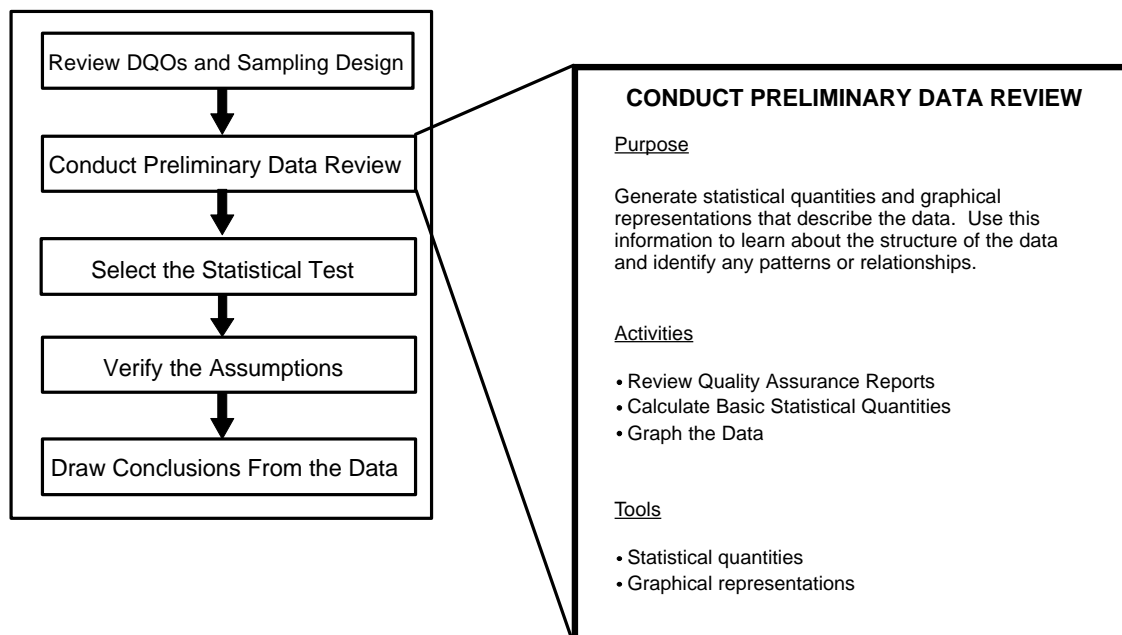 Review DQOs and Sampling Design
Conduct Preliminary Data Review
Select the Statistical Test
Verify the Assumptions
Draw Conclusions From the Data
CONDUCT PRELIMINARY DATA REVIEW
Purpose
Generate statistical quantities and graphical
representations that describe the data.  Use this
information to learn about the structure of the data
and identify any patterns or relationships.
Activities
• Review Quality Assurance Reports
• Calculate Basic Statistical Quantities
• Graph the Data
Tools
• Statistical quantities
• Graphical representations